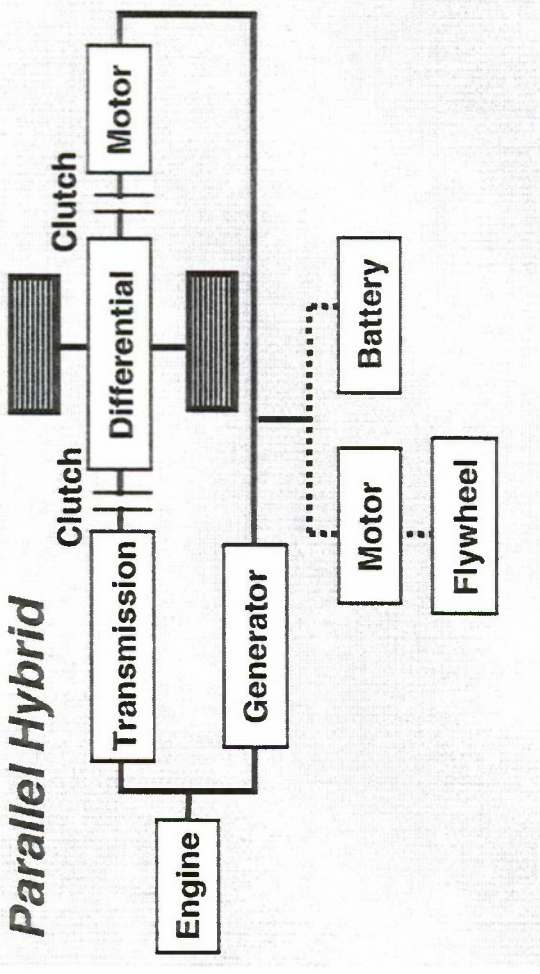 Parallel Hybrid
Clutch
Clutch
Transmission
Differential
Motor
Engine
Generator
Motor
Battery
Flywheel